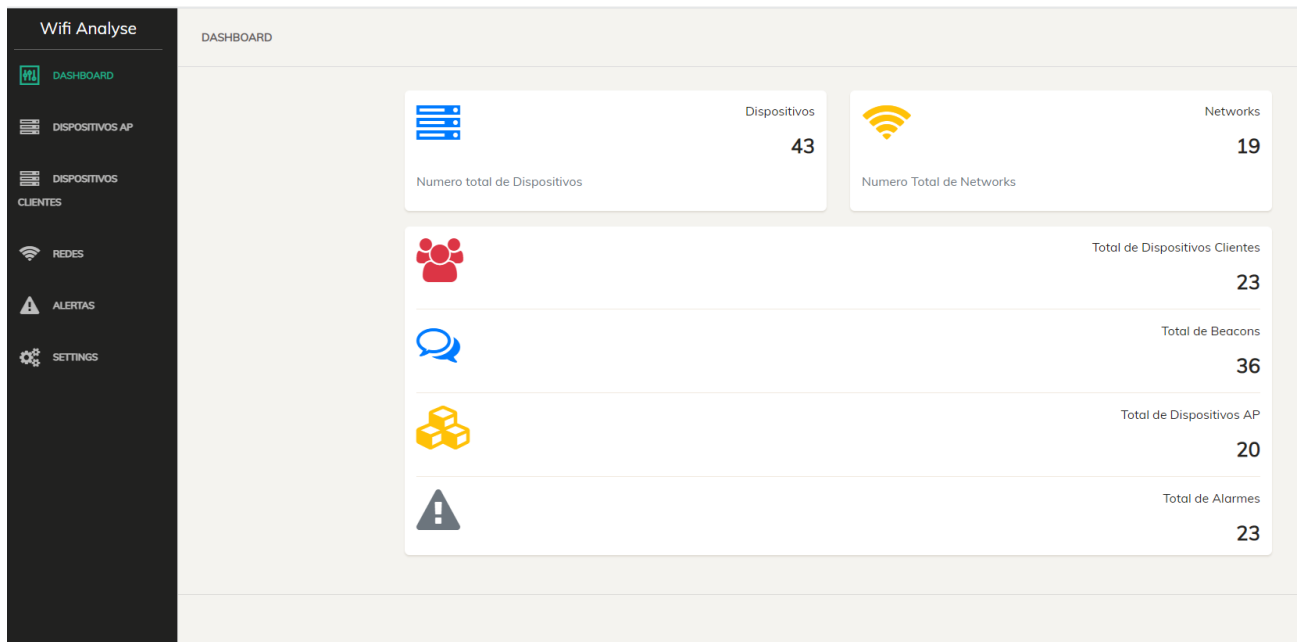 Wifi Analyse
DASHBOARD
DISPOSITIVOS AP
DISPOSITIVOS
CLIENTES
REDES
ALERTAS
SETTINGS
DASHBOARD
Dispositivos
43
Numero total de Dispositivos
Networks
19
Numero Total de Networks
Total de Dispositivos Clientes
23
Total de Beacons
36
Total de Dispositivos AP
20
Total de Alarmes
23